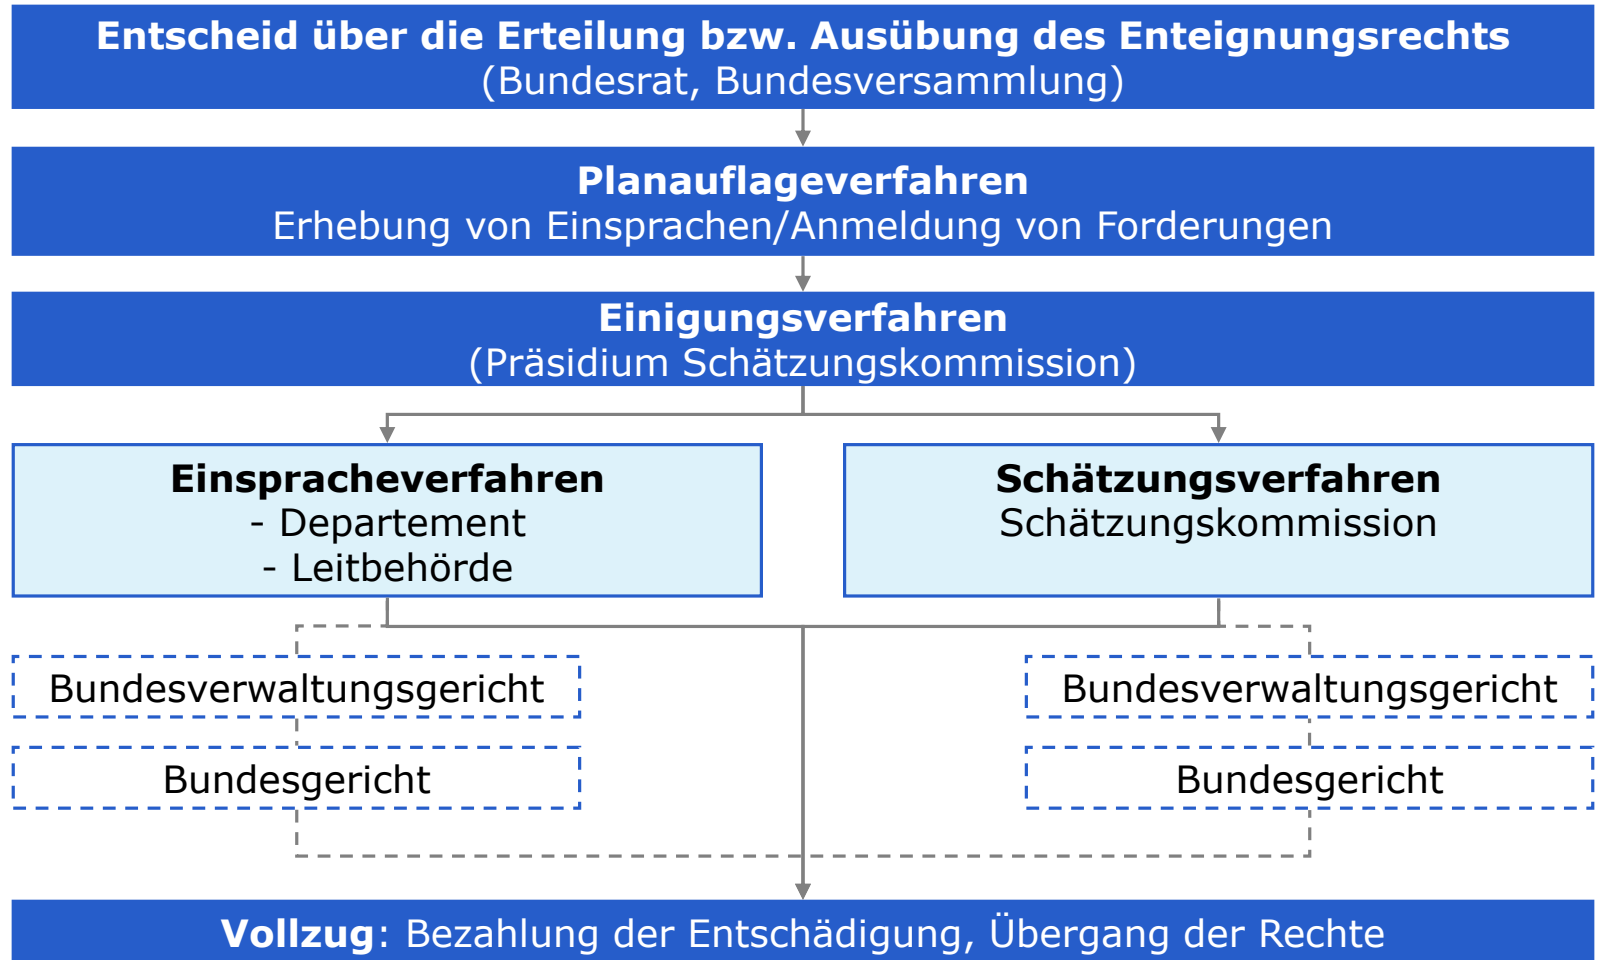 Entscheid über die Erteilung bzw. Ausübung des Enteignungsrechts
(Bundesrat, Bundesversammlung)
Planauflageverfahren
Erhebung von Einsprachen/Anmeldung von Forderungen
Einigungsverfahren
(Präsidium Schätzungskommission)
Einspracheverfahren
- Departement
- Leitbehörde
Schätzungsverfahren
Schätzungskommission
Bundesverwaltungsgericht
Bundesgericht
Bundesverwaltungsgericht
Bundesgericht
Vollzug: Bezahlung der Entschädigung, Übergang der Rechte